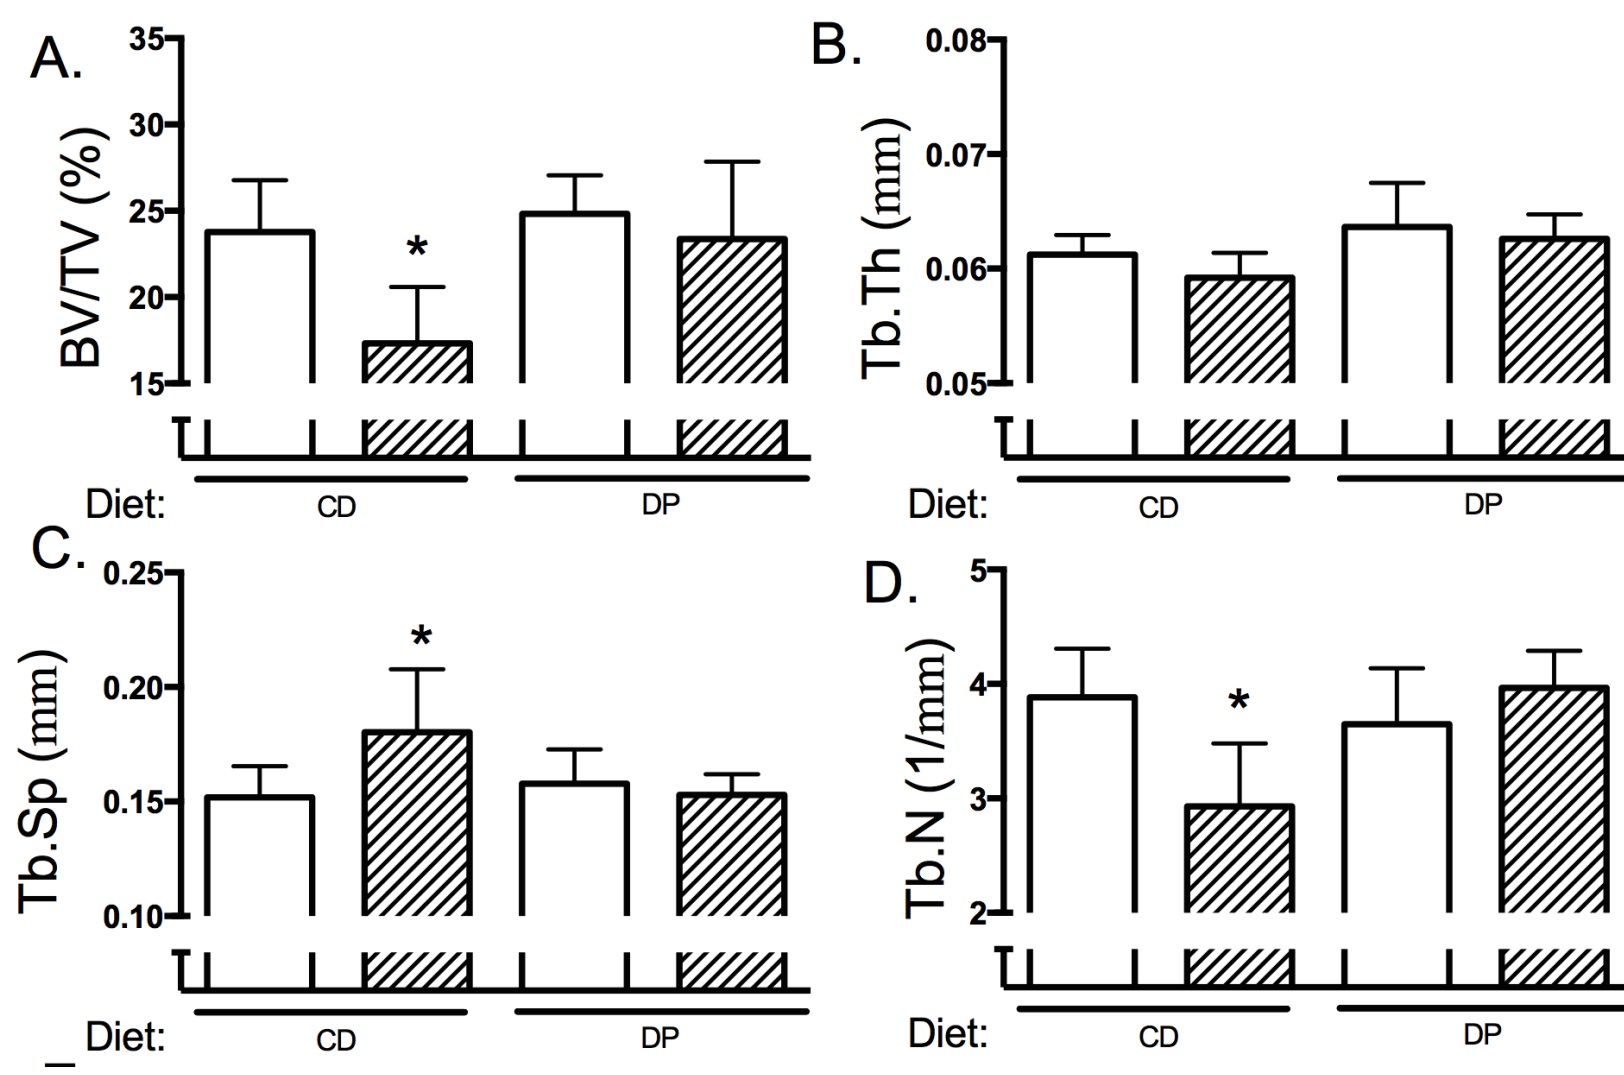 A.
BV/TV (%)
35
30
25
20
15
*
Diet:
CD
DP
B.
Tb.Th (mm)
0.08
0.07
0.06
0.05
Diet:
CD
DP
C.
Tb.Sp (mm)
0.25
0.20
0.15
0.10
*
Diet:
CD
DP
D.
Tb.N (1/mm)
5
4
3
2
*
Diet:
CD
DP